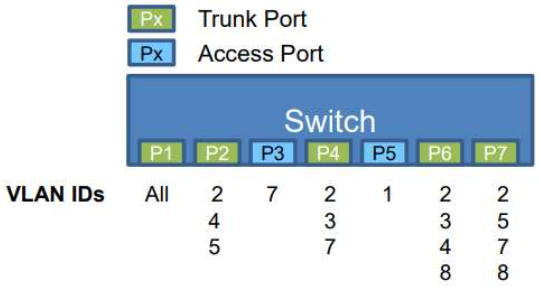 Px Trunk Port
Px Access Port
Switch
P1 P2 P3 P4 P5 P6 P7
VLAN IDs All 2 7 2 1 2 2
4 3 3 5
5 7 4 7
8 8